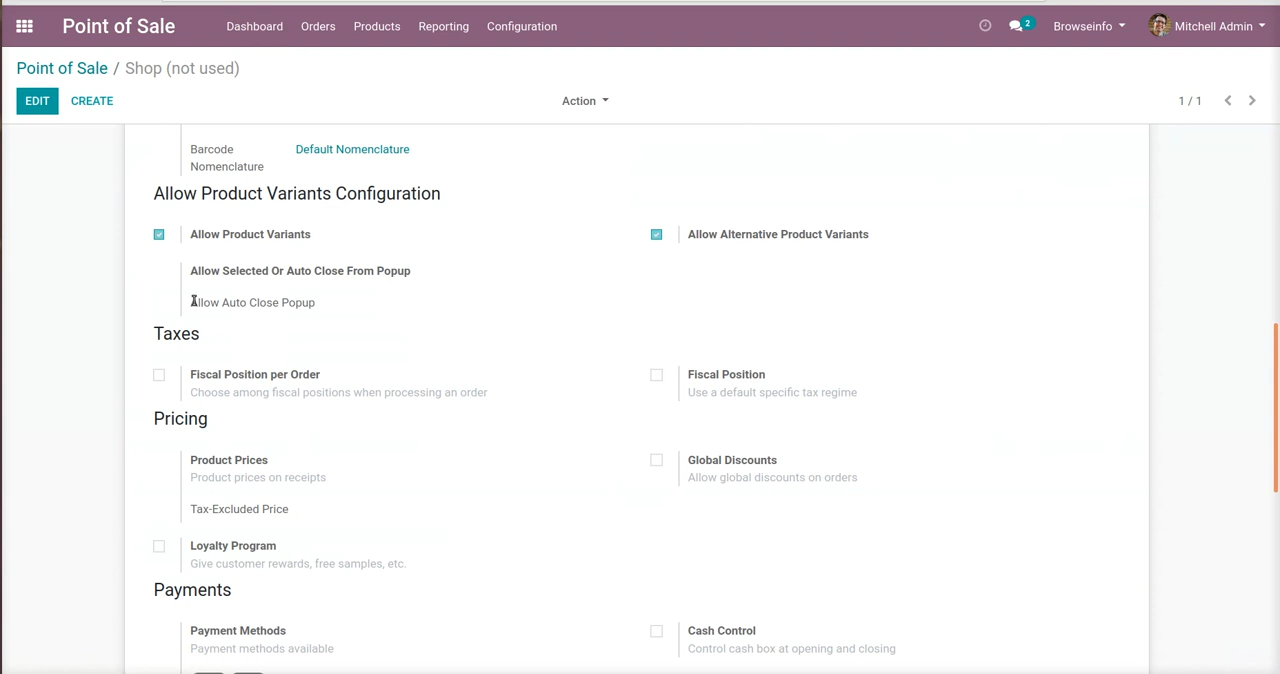 Point of Sale Dashboard Orders Products Reporting Configuration 2 Browseinfo Mitchell Admin
Point of Sale / Shop (not used)
EDIT CREATE Action 1 / 1
Barcode Nomenclature Default Nomenclature
Allow Product Variants Configuration
Allow Product Variants Allow Alternative Product Variants
Allow Selected Or Auto Close From Popup
Allow Auto Close Popup
Taxes
Fiscal Position per Order Fiscal Position
Choose among fiscal positions when processing an order Use a default specific tax regime
Pricing
Product Prices Global Discounts
Product prices on receipts Allow global discounts on orders
Tax-Excluded Price
Loyalty Program
Give customer rewards, free samples, etc.
Payments
Payment Methods Cash Control
Payment methods available Control cash box at opening and closing